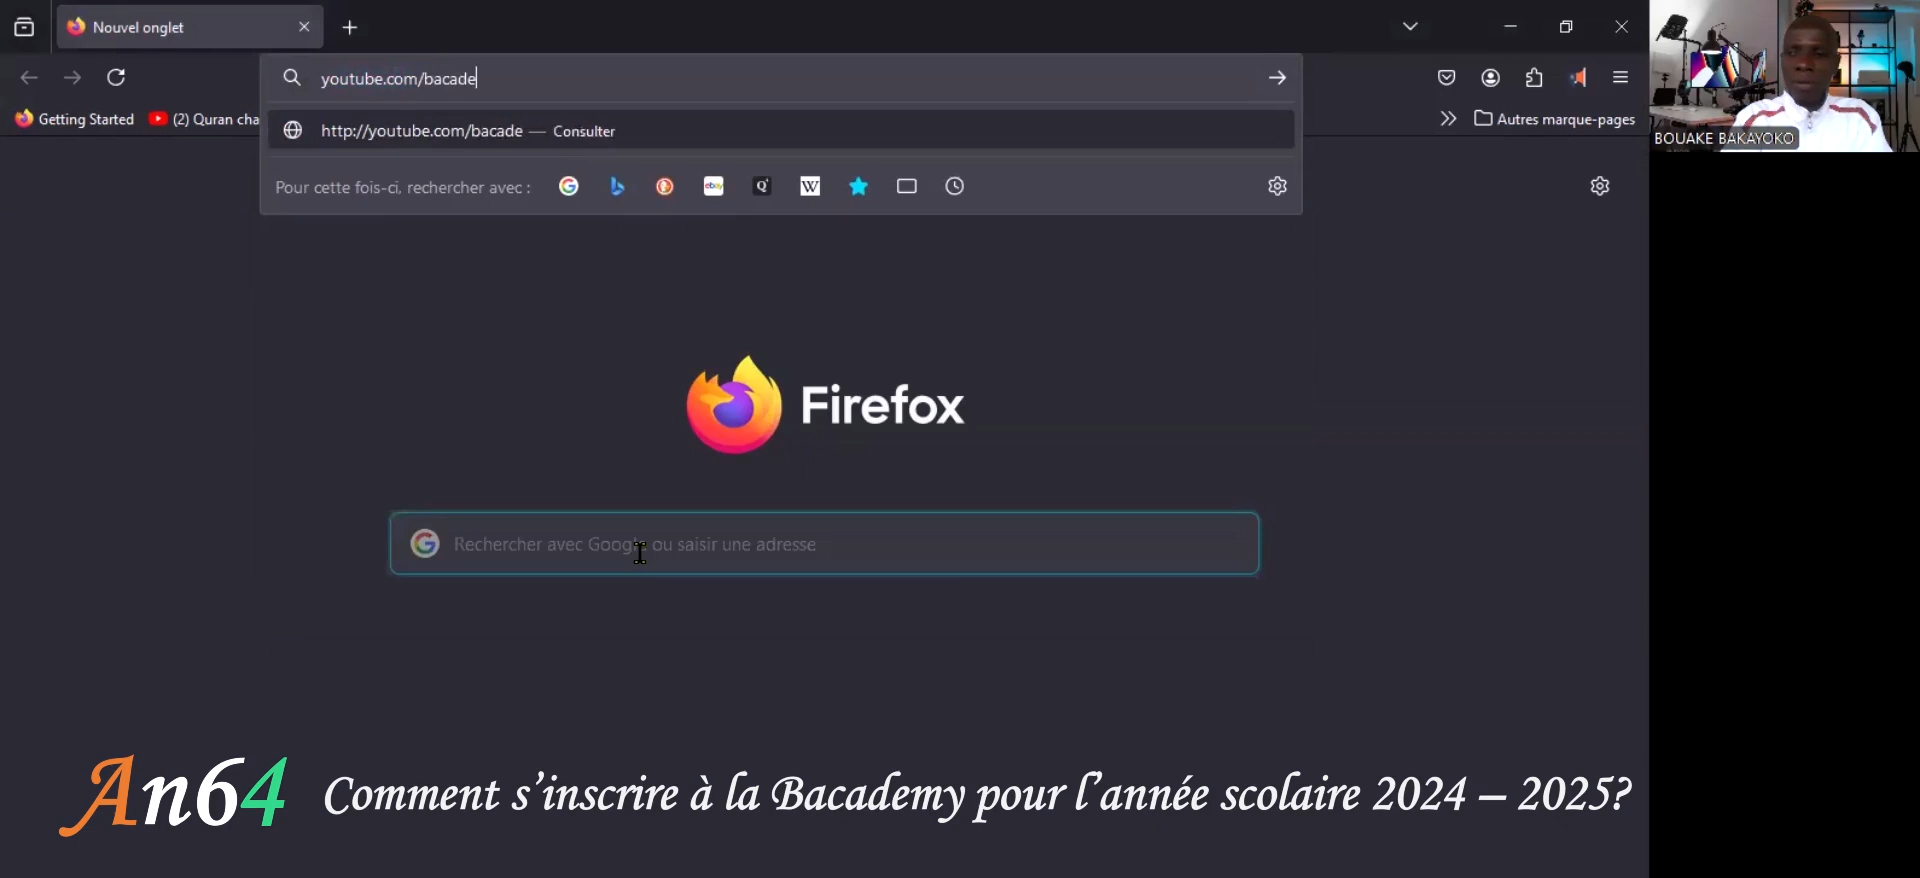 Nouvel onglet
youtube.com/bacade
Getting Started
(2) Quran cha
http://youtube.com/bacade — Consulter
Autres marque-pages
BOUAKE BAKAYOKO
Pour cette fois-ci, rechercher avec :
ebay
Q
W
Firefox
Rechercher avec Google ou saisir une adresse
An64 Comment s’inscrire à la Bacademy pour l’année scolaire 2024 – 2025?